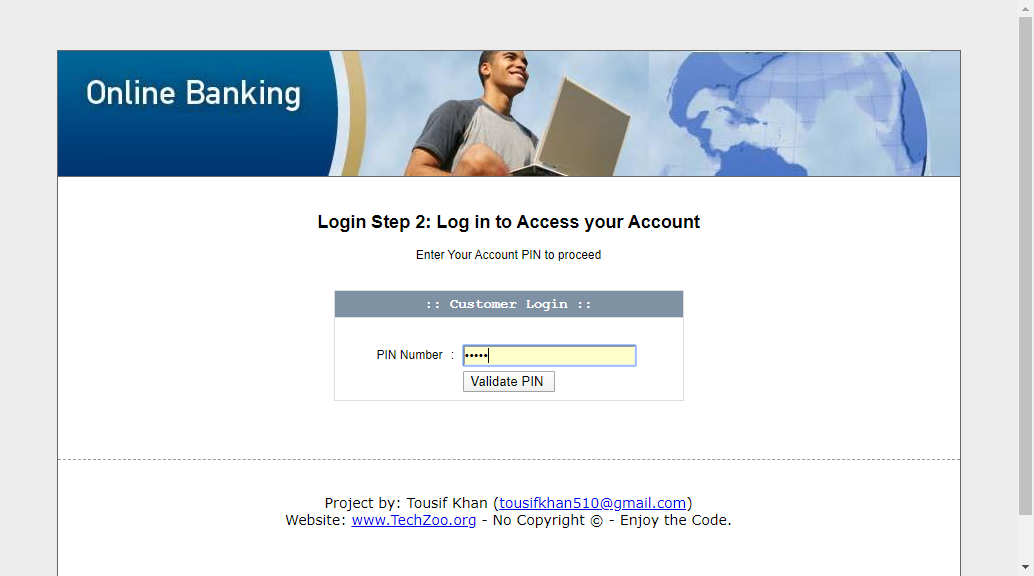 Online Banking
Login Step 2: Log in to Access your Account
Enter Your Account PIN to proceed
:: Customer Login ::
PIN Number : •••••
Validate PIN
Project by: Tousif Khan (tousifkhan510@gmail.com)
Website: www.TechZoo.org - No Copyright © - Enjoy the Code.